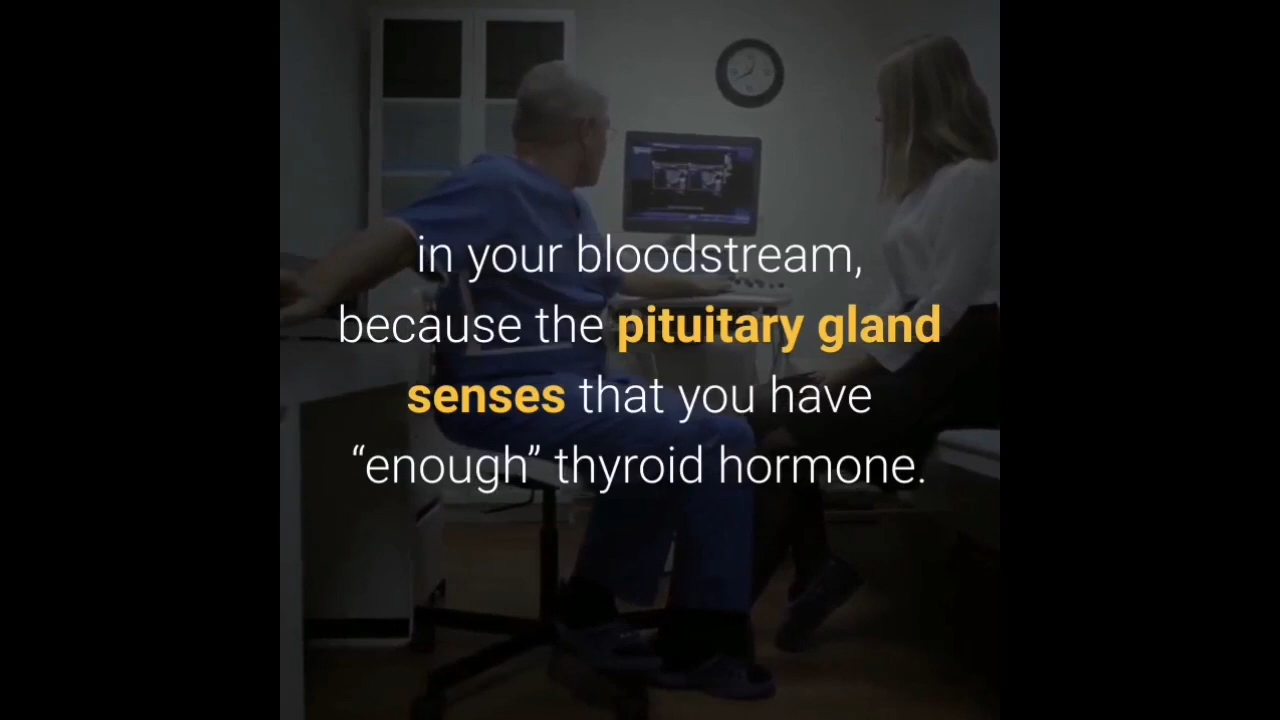 in your bloodstream,
because the pituitary gland
senses that you have
“enough” thyroid hormone.